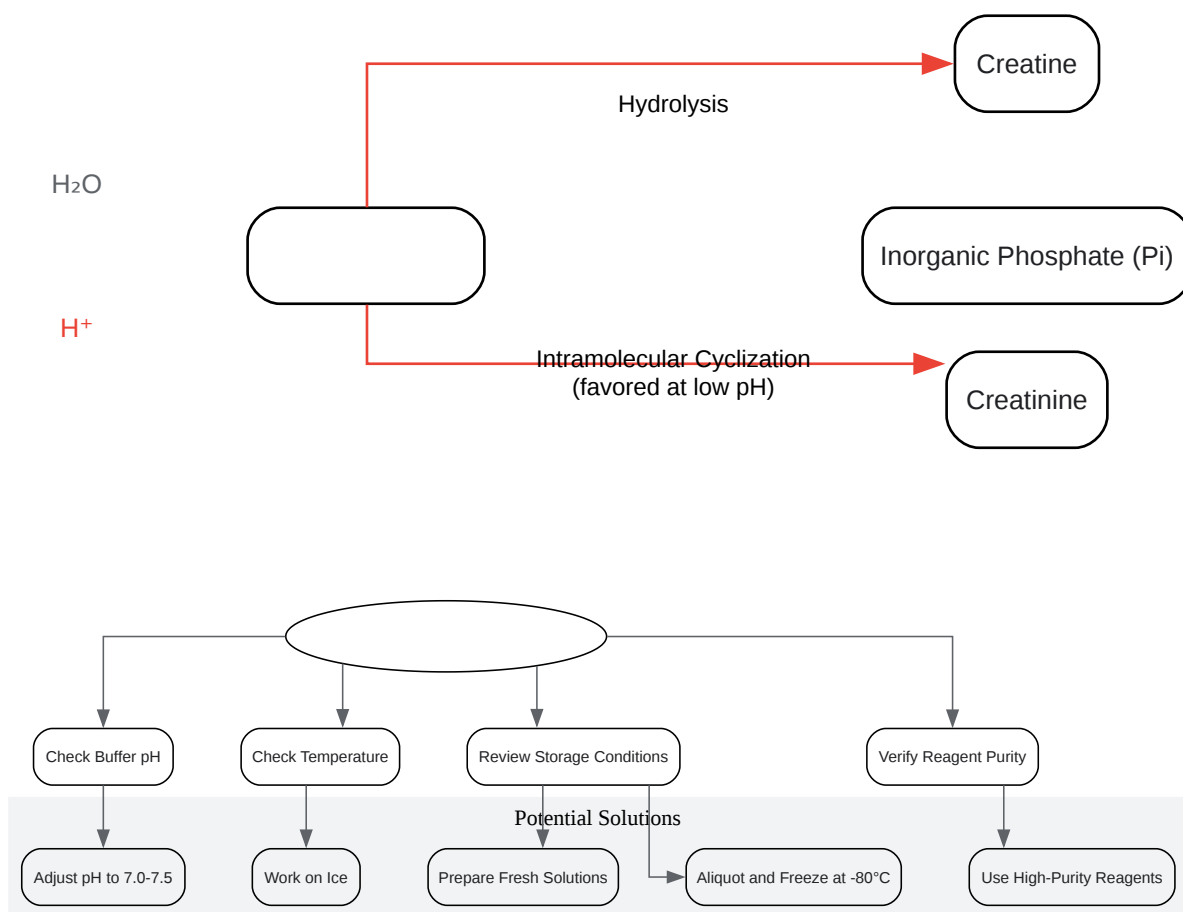 Creatine
Hydrolysis
H₂O
Inorganic Phosphate (Pi)
H⁺
Intramolecular Cyclization
(favored at low pH)
Creatinine
Check Buffer pH
Check Temperature
Review Storage Conditions
Verify Reagent Purity
Potential Solutions
Adjust pH to 7.0-7.5
Work on Ice
Prepare Fresh Solutions
Aliquot and Freeze at -80°C
Use High-Purity Reagents